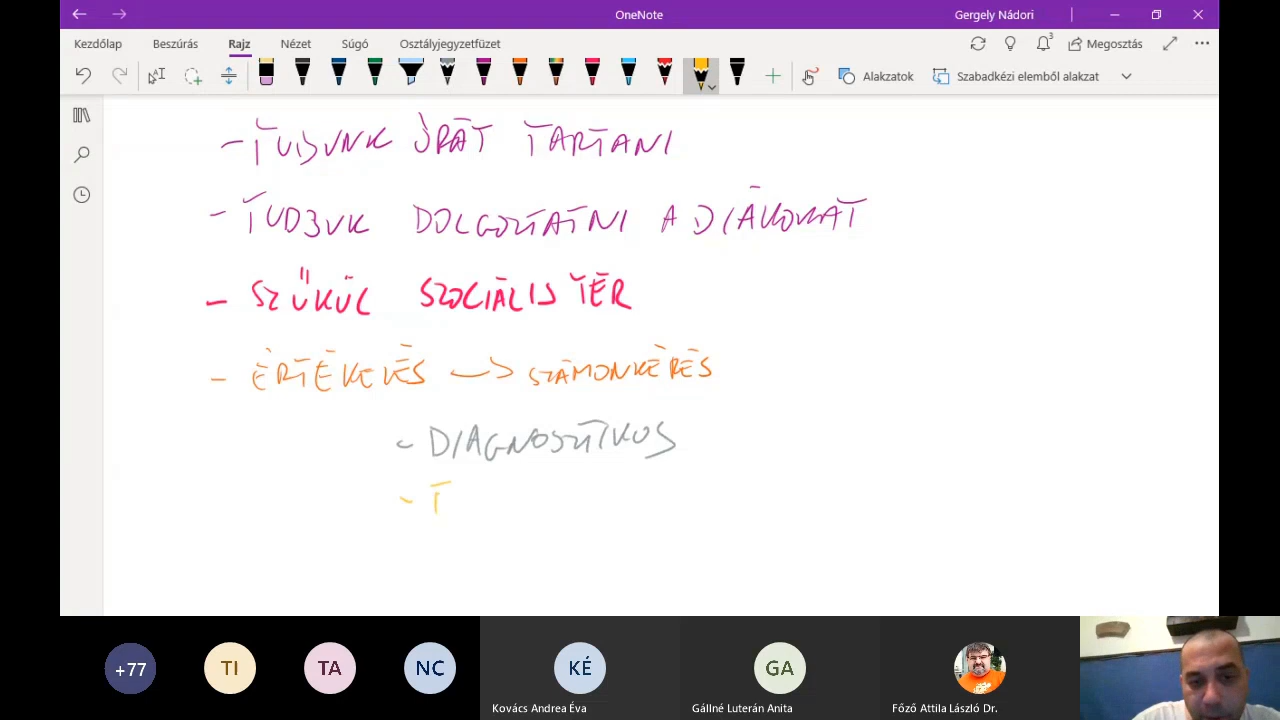 OneNote
Gergely Nádori
Kezdőlap Beszúrás Rajz Nézet Súgó Osztályjegyzetfüzet
3 Megosztás
Alakzatok Szabadkézi elemből alakzat
- TUDJUNK ÓRÁT TARTANI
- TUDJUK DOLGOZTATNI A DIÁKOKAT
- SZŰKÜL SZOCIÁLIS TÉR
- ÉRTÉKELÉS → SZÁMONKÉRÉS
- DIAGNOSZTIKUS
- T
+77 TI TA NC KÉ GA
Kovács Andrea Éva Gállné Luterán Anita Főző Attila László Dr.